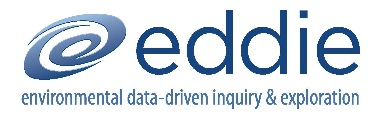 eddie
environmental data-driven inquiry & exploration